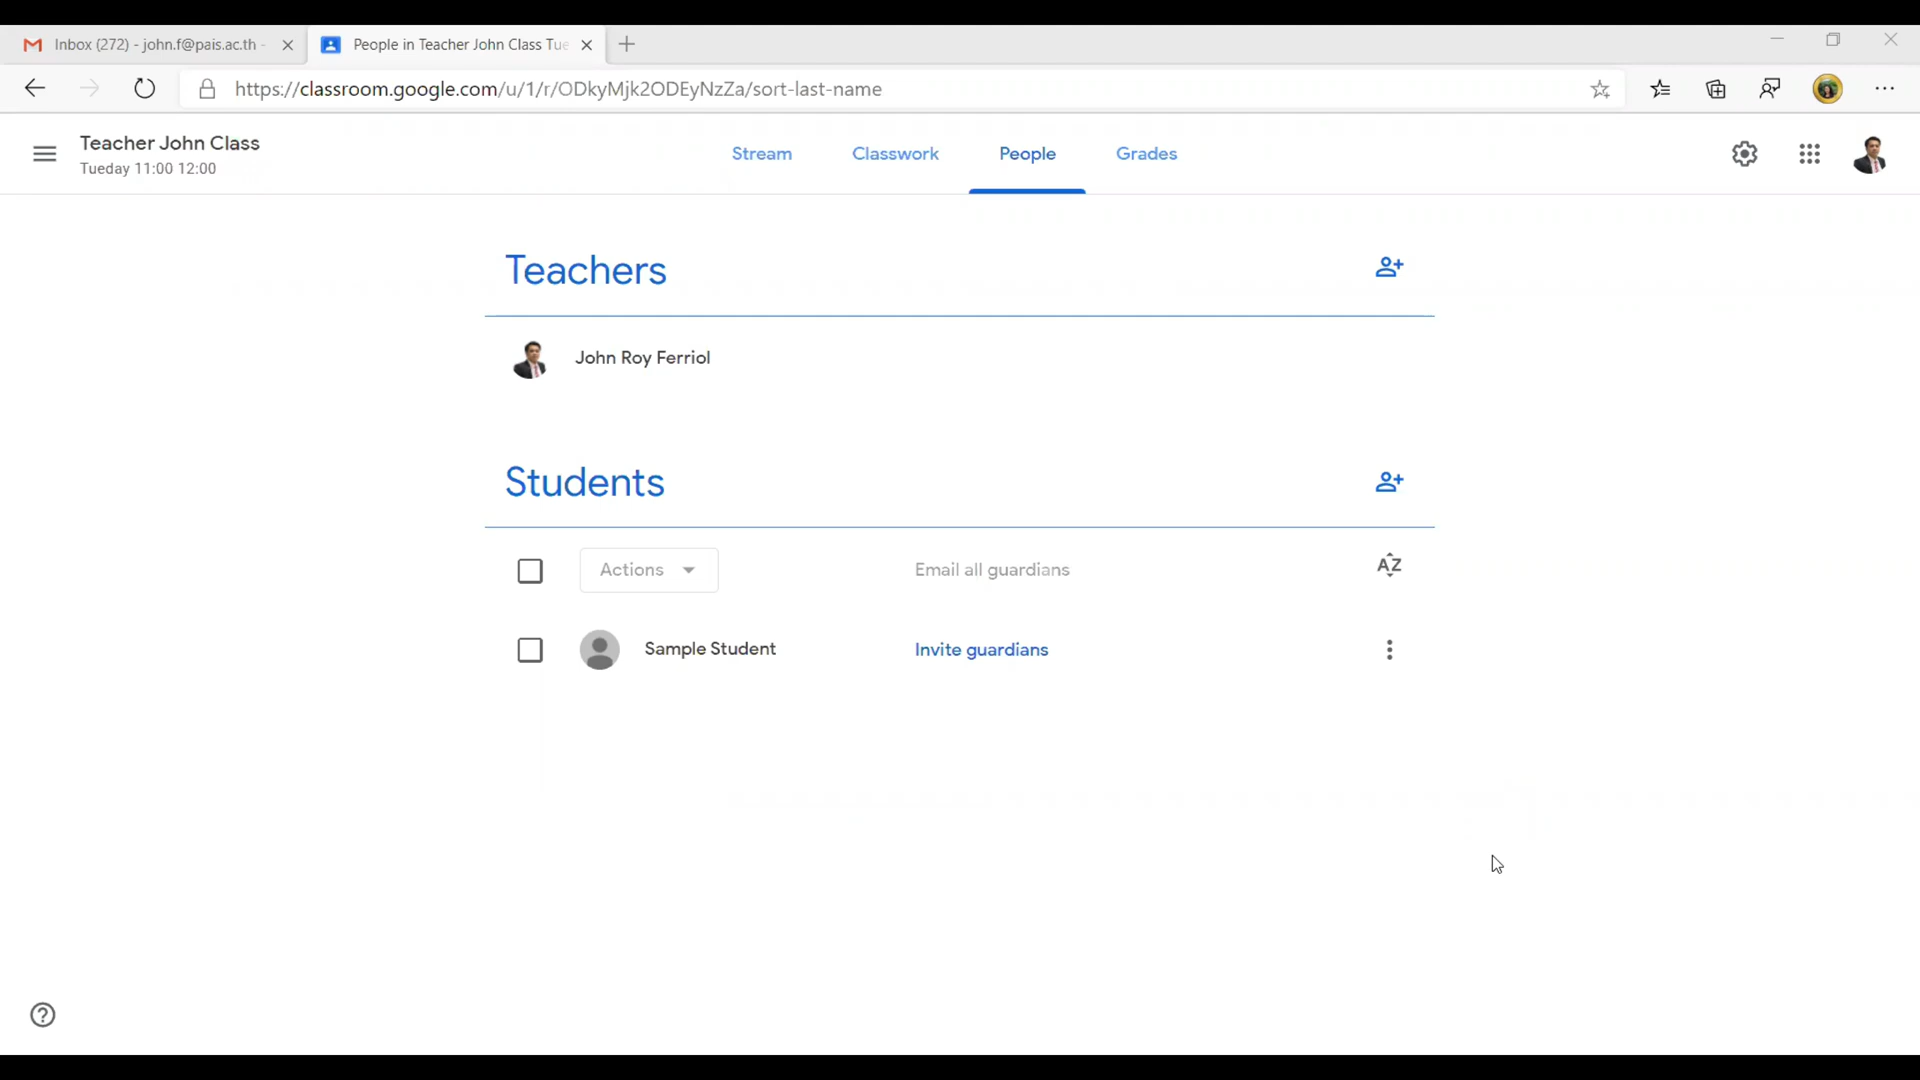 Inbox (272) - john.f@pais.ac.th -
People in Teacher John Class Tue
https://classroom.google.com/u/1/r/ODkyMjk2ODEyNzZa/sort-last-name
Teacher John Class
Tueday 11:00 12:00
Stream
Classwork
People
Grades
Teachers
John Roy Ferriol
Students
Actions
Email all guardians
AZ
Sample Student
Invite guardians